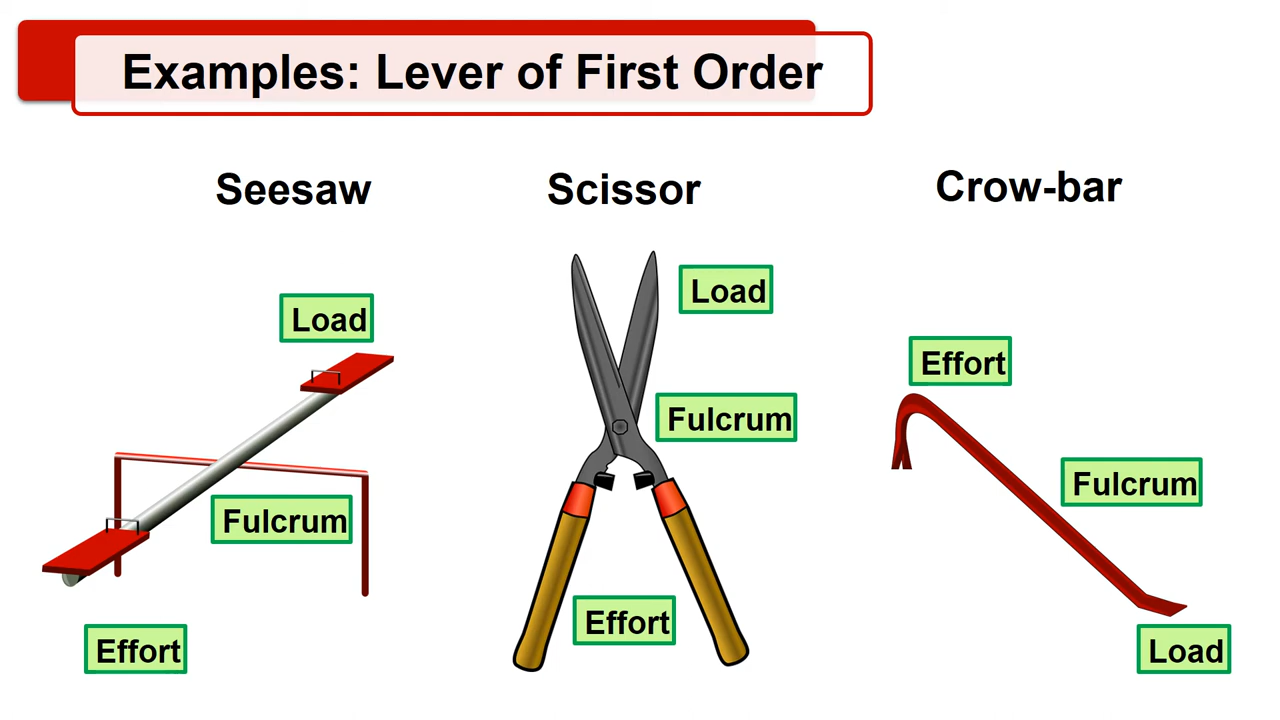 Examples: Lever of First Order
Seesaw
Load
Fulcrum
Effort
Scissor
Load
Fulcrum
Effort
Crow-bar
Effort
Fulcrum
Load